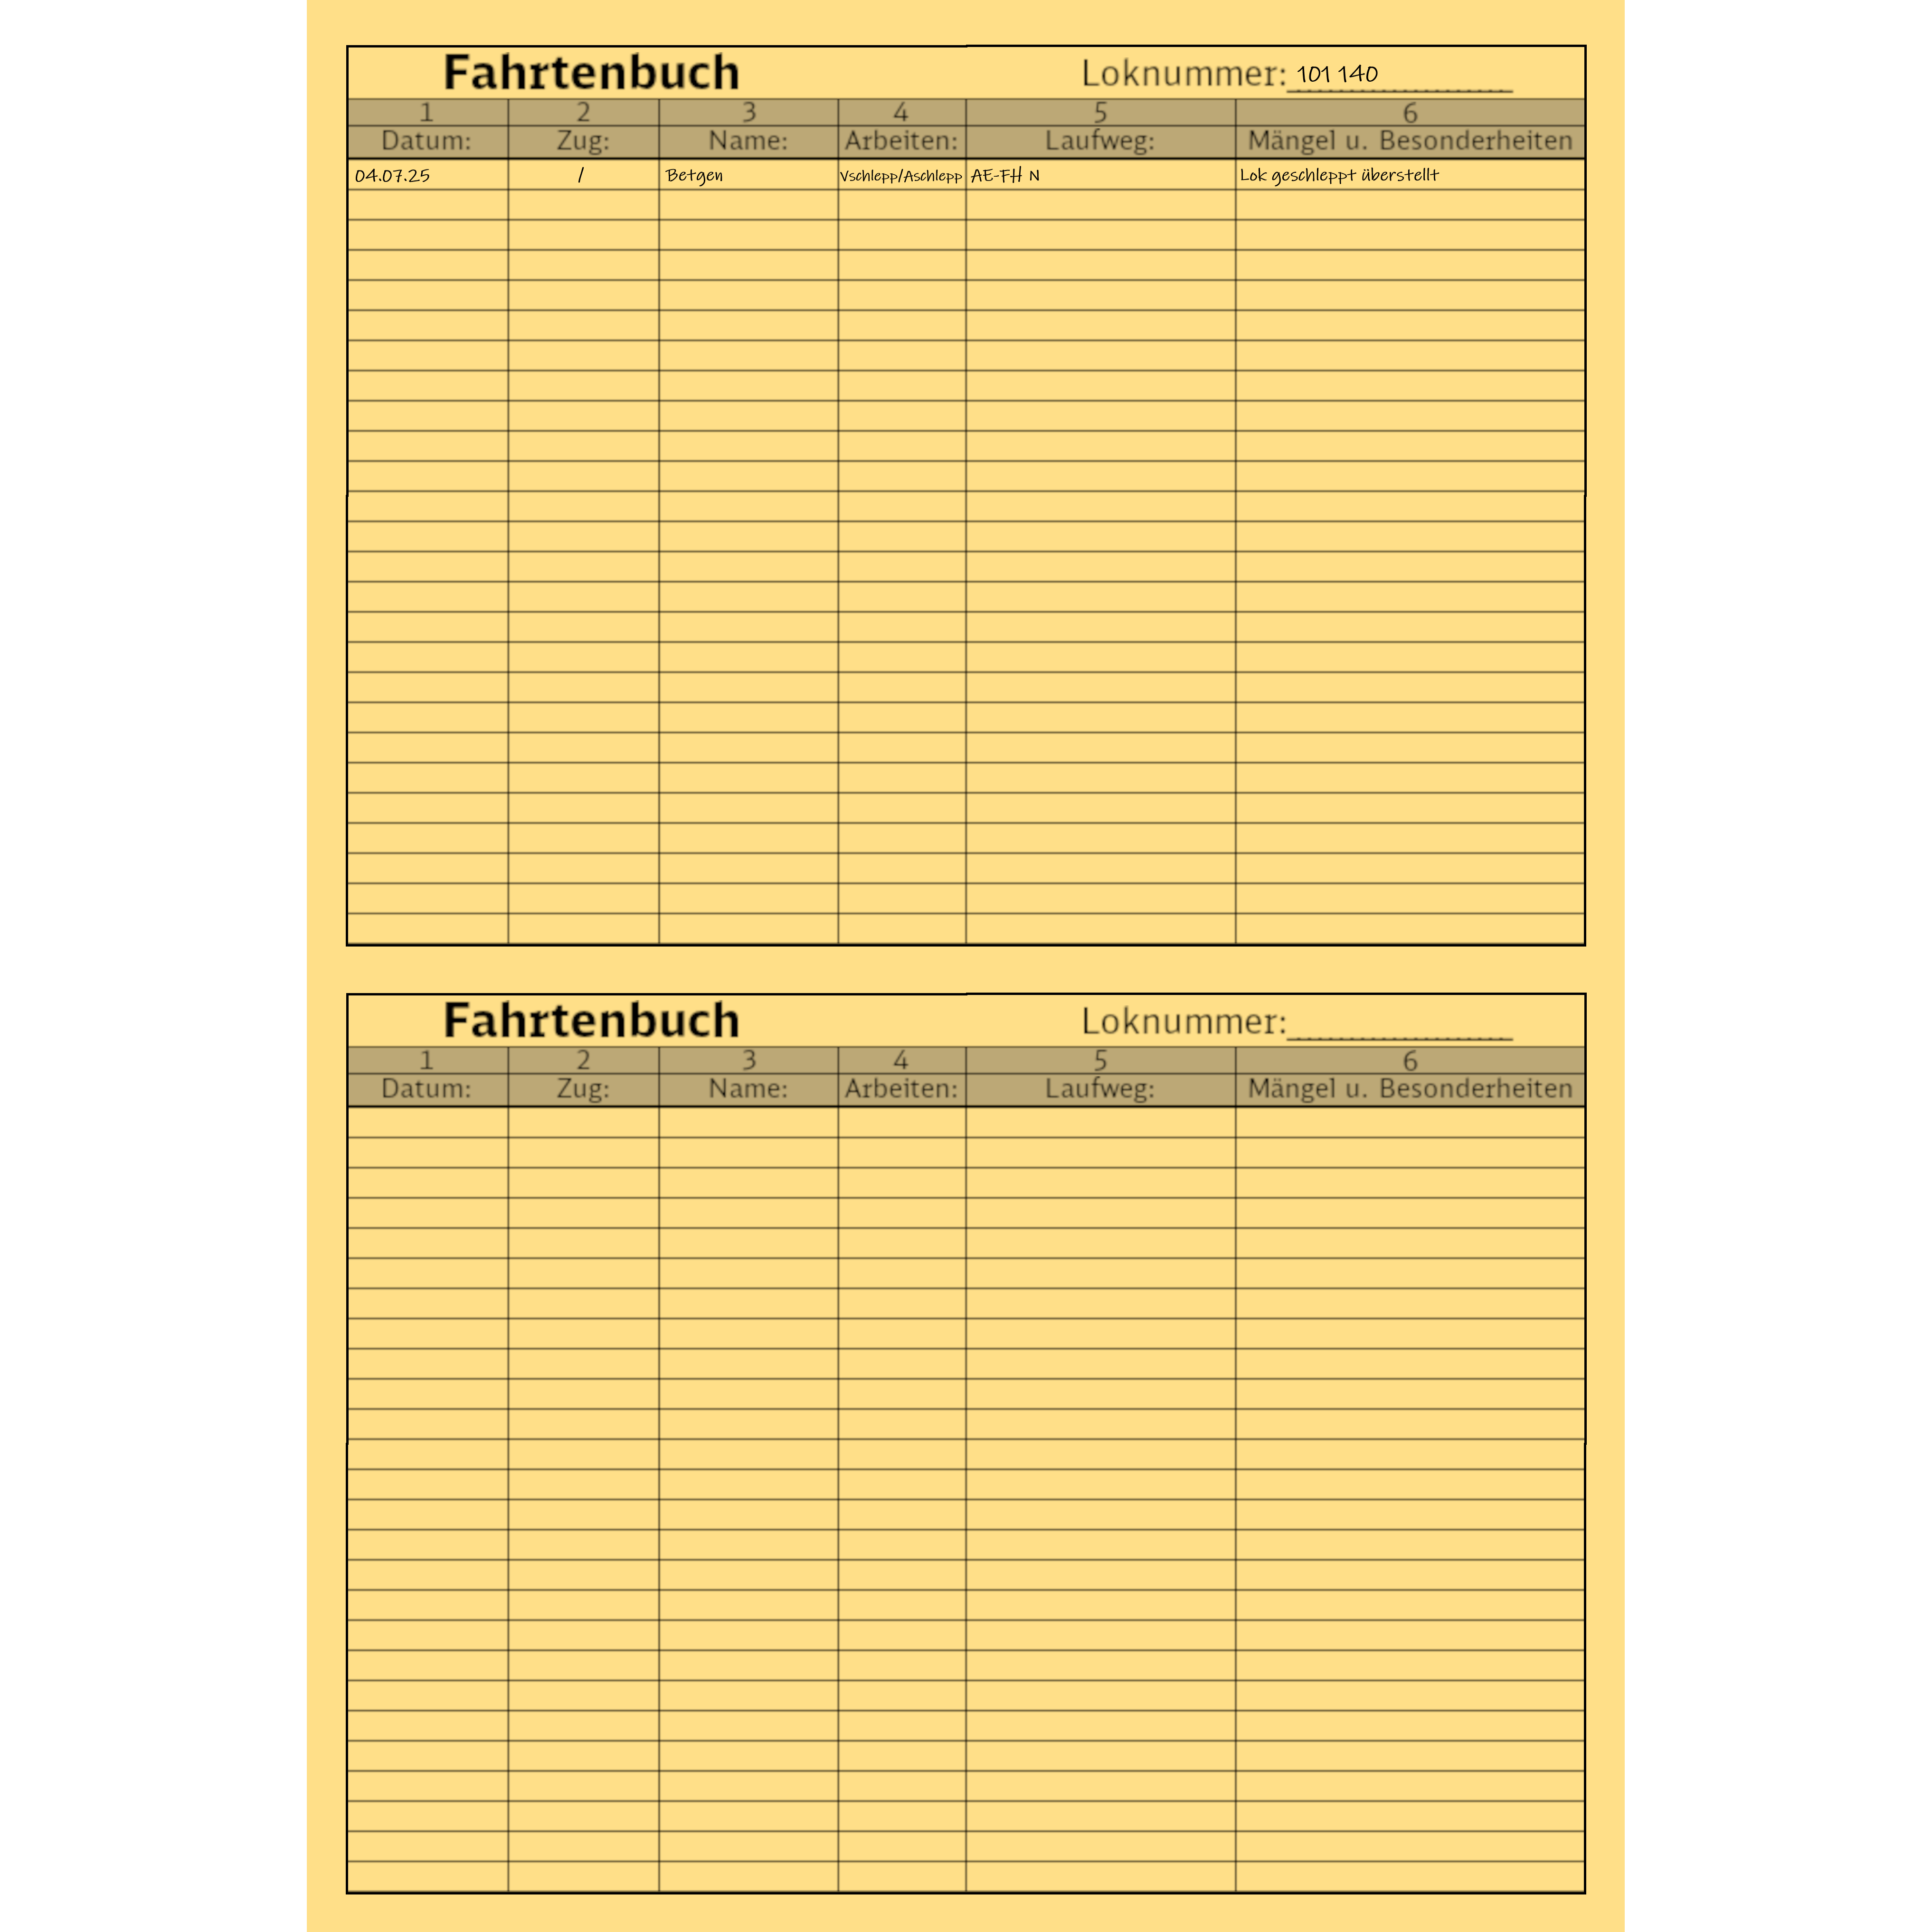 Fahrtenbuch Loknummer: 101 140
1 2 3 4 5 6
Datum: Zug: Name: Arbeiten: Laufweg: Mängel u. Besonderheiten
04.07.25 / Betgen Vschlepp/Aschlepp AE-FH N Lok geschleppt überstellt
Fahrtenbuch Loknummer:
1 2 3 4 5 6
Datum: Zug: Name: Arbeiten: Laufweg: Mängel u. Besonderheiten